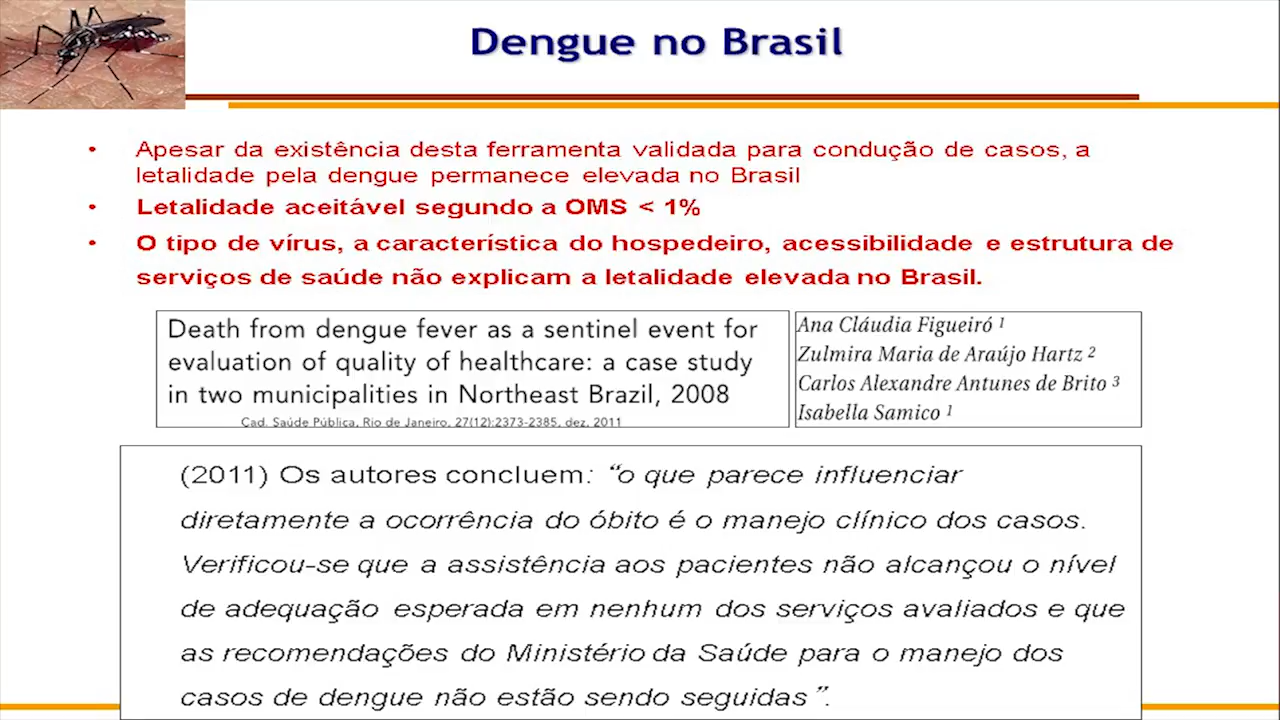 Dengue no Brasil
• Apesar da existência desta ferramenta validada para condução de casos, a
letalidade pela dengue permanece elevada no Brasil
• Letalidade aceitável segundo a OMS < 1%
• O tipo de vírus, a característica do hospedeiro, acessibilidade e estrutura de
serviços de saúde não explicam a letalidade elevada no Brasil.
Death from dengue fever as a sentinel event for
evaluation of quality of healthcare: a case study
in two municipalities in Northeast Brazil, 2008
Cad. Saúde Pública, Rio de Janeiro, 27(12):2373-2385, dez, 2011
Ana Cláudia Figueiró 1
Zulmira Maria de Araújo Hartz 2
Carlos Alexandre Antunes de Brito 3
Isabella Samico 1
(2011) Os autores concluem: “o que parece influenciar
diretamente a ocorrência do óbito é o manejo clínico dos casos.
Verificou-se que a assistência aos pacientes não alcançou o nível
de adequação esperada em nenhum dos serviços avaliados e que
as recomendações do Ministério da Saúde para o manejo dos
casos de dengue não estão sendo seguidas”.